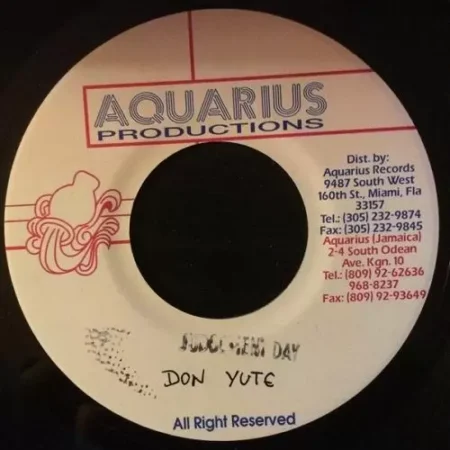 AQUARIUS
PRODUCTIONS
Dist. by:
Aquarius Records
9487 South West
160th St., Miami, Fla
33157
Tel.: (305) 232-9874
Fax: (305) 232-9845
Aquarius (Jamaica)
2-4 South Odean
Ave. Kgn. 10
Tel.: (809) 92-62636
968-8237
Fax: (809) 92-93649
JUDGEMENT DAY
DON YUTE
All Right Reserved